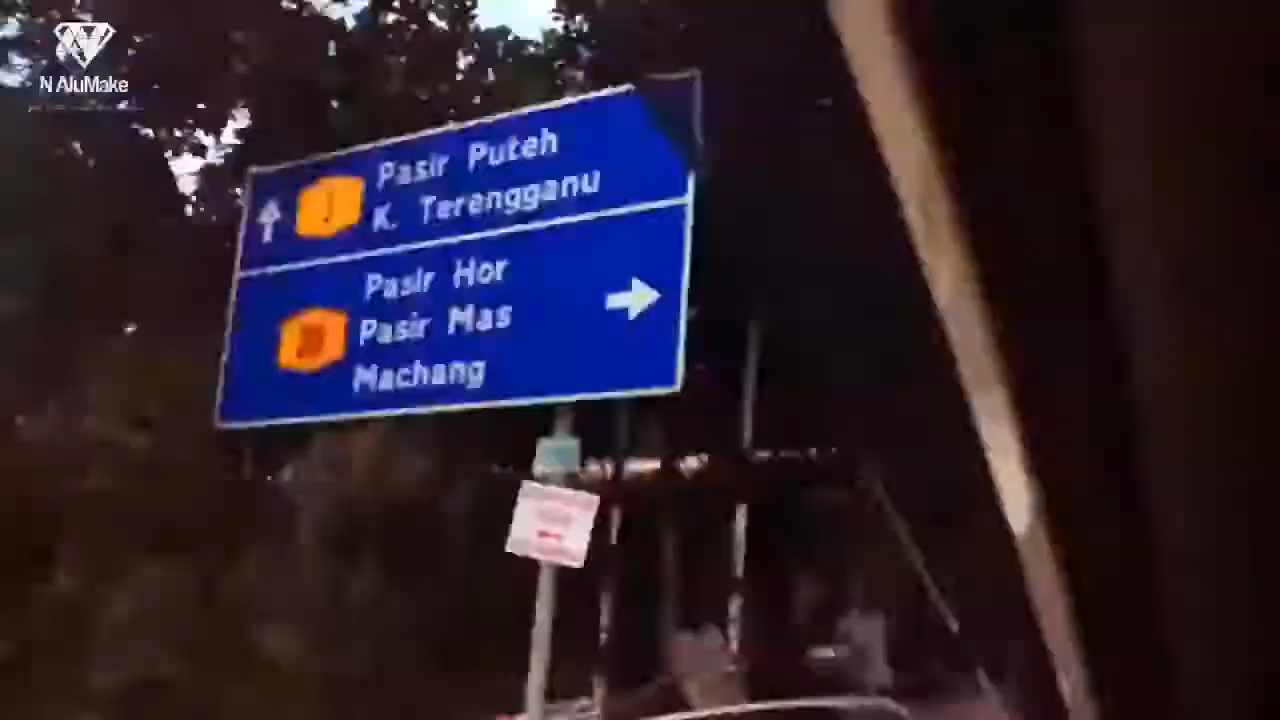 N AluMake
Pasir Puteh
K. Terengganu
Pasir Hor
Pasir Mas
Machang